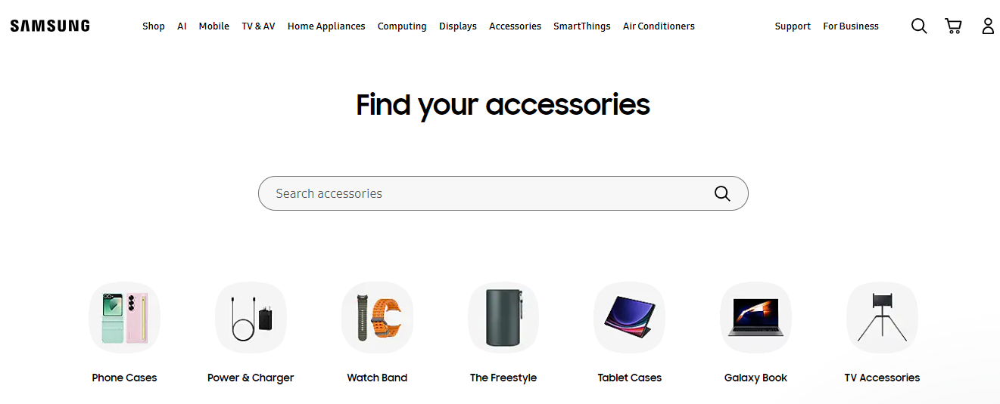 SAMSUNG Shop AI Mobile TV & AV Home Appliances Computing Displays Accessories SmartThings Air Conditioners Support For Business
Find your accessories
Search accessories
Phone Cases Power & Charger Watch Band The Freestyle Tablet Cases Galaxy Book TV Accessories